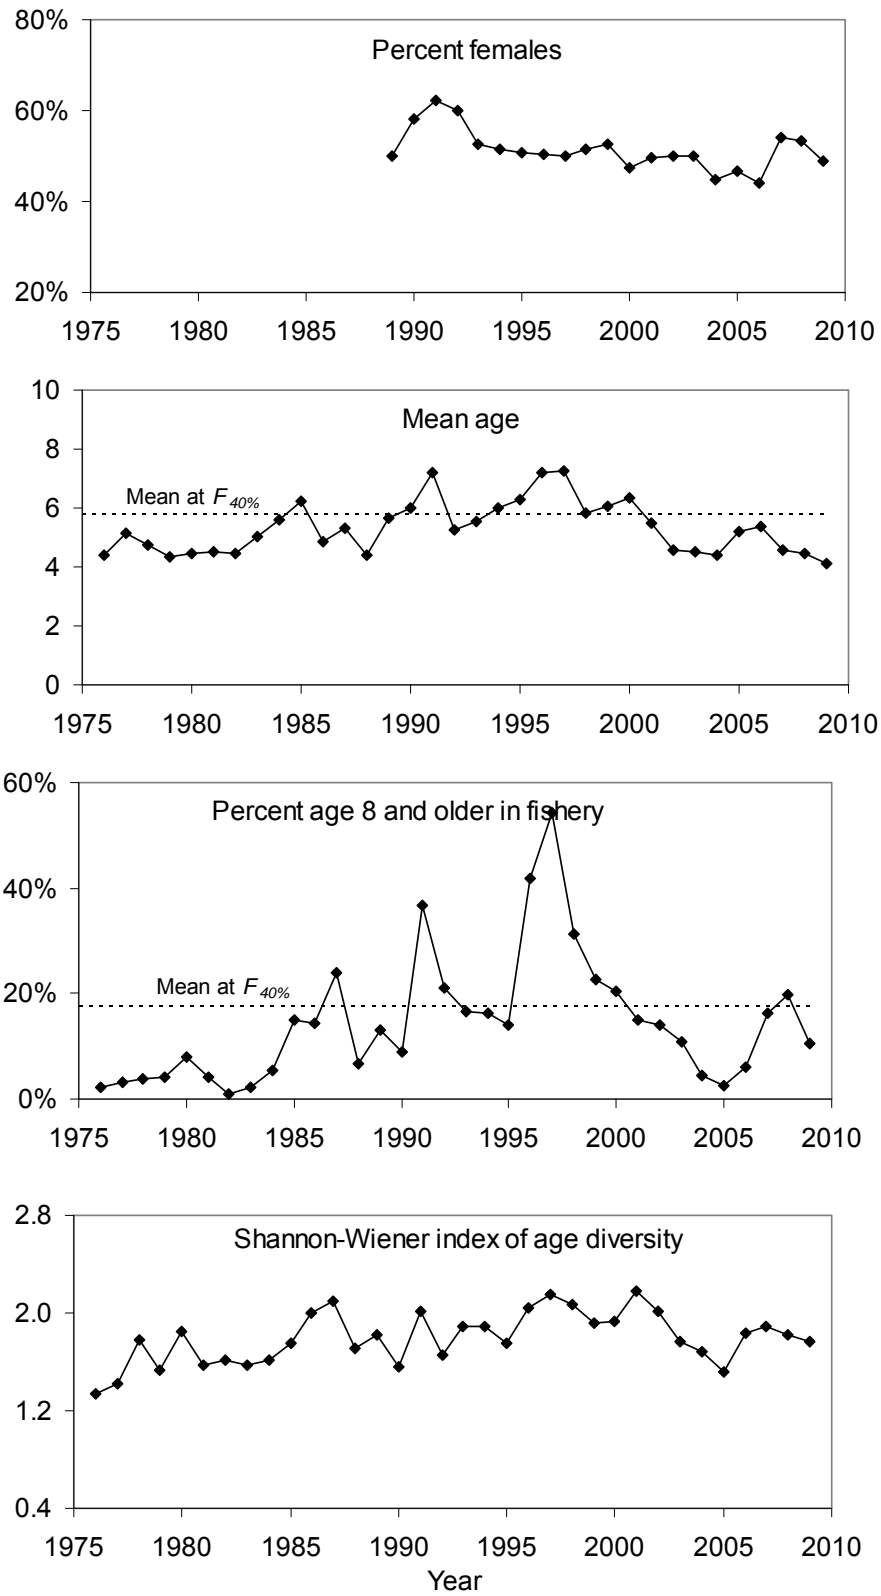 80%
Percent females
60%
40%
20%
1975 1980 1985 1990 1995 2000 2005 2010
10
Mean age
8
Mean at F40%
6
4
2
0
1975 1980 1985 1990 1995 2000 2005 2010
60%
Percent age 8 and older in fishery
40%
Mean at F40%
20%
0%
1975 1980 1985 1990 1995 2000 2005 2010
2.8
Shannon-Wiener index of age diversity
2.0
1.2
0.4
1975 1980 1985 1990 1995 2000 2005 2010
Year